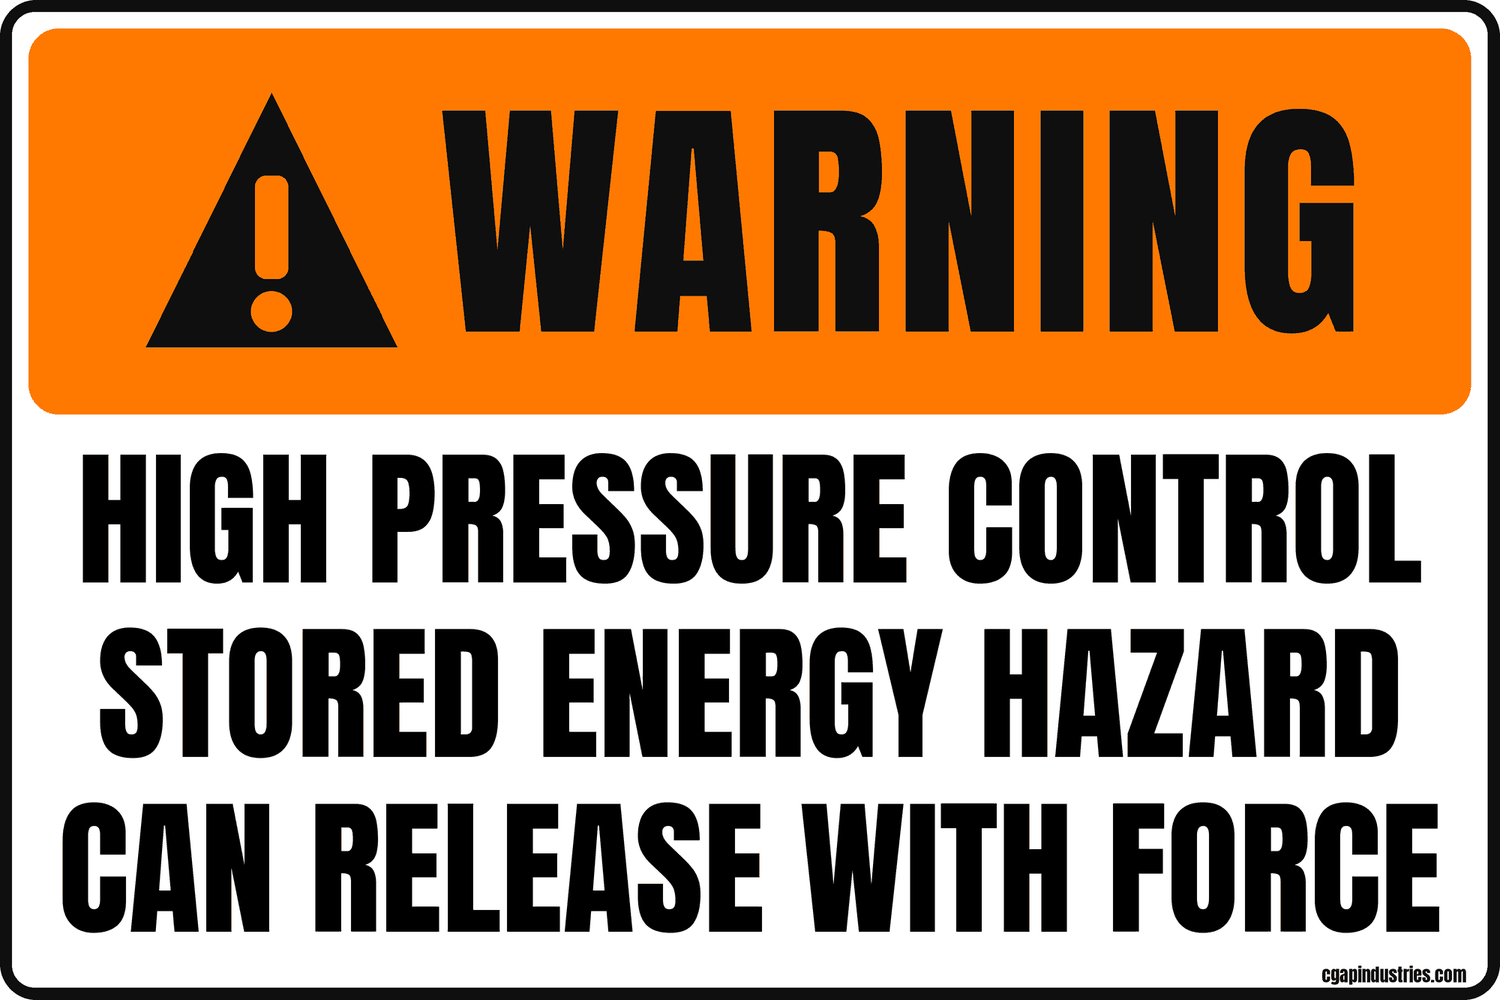 WARNING
HIGH PRESSURE CONTROL
STORED ENERGY HAZARD
CAN RELEASE WITH FORCE
cgapindustries.com